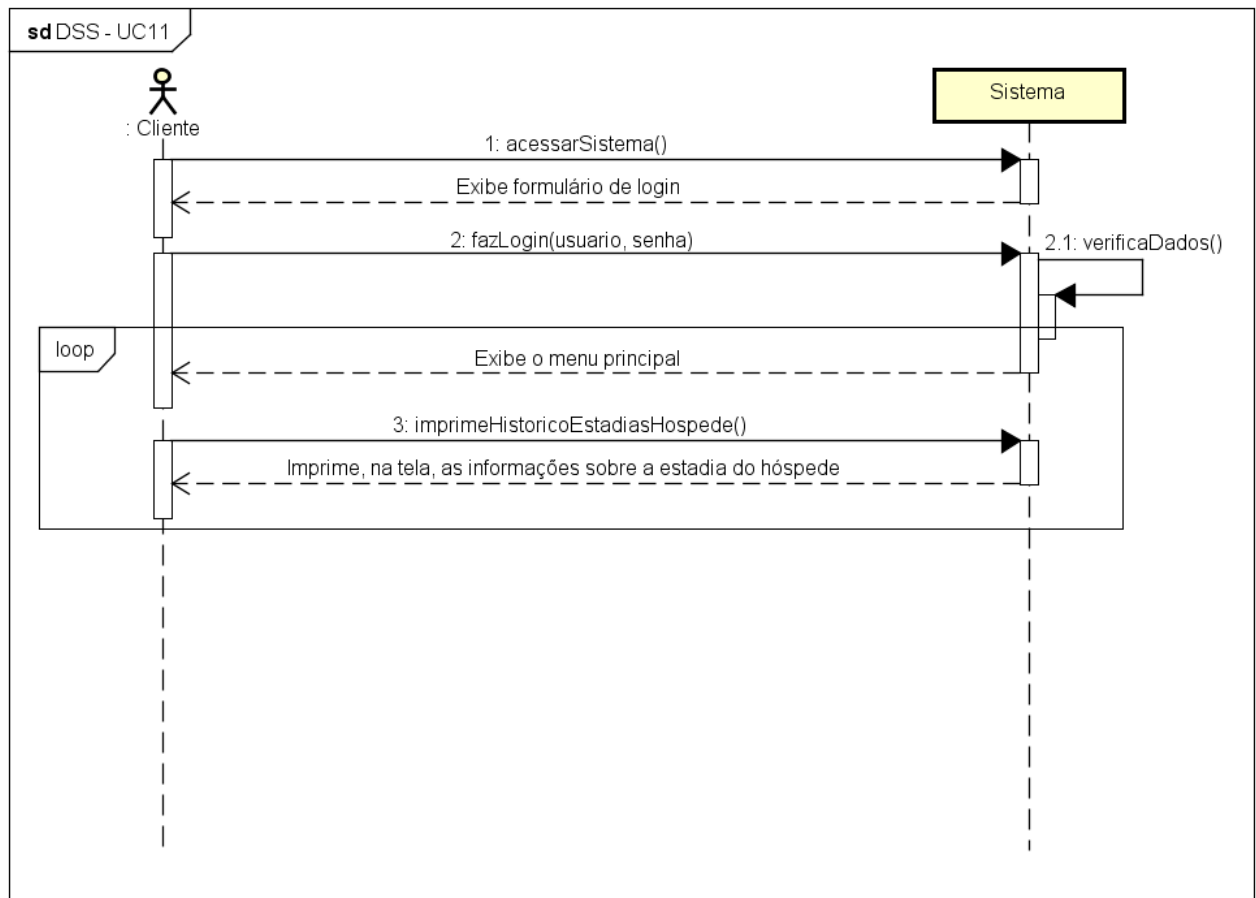 sd DSS - UC11
: Cliente
Sistema
1: acessarSistema()
Exibe formulário de login
2: fazLogin(usuario, senha)
2.1: verificaDados()
loop
Exibe o menu principal
3: imprimeHistoricoEstadiasHospede()
Imprime, na tela, as informações sobre a estadia do hóspede